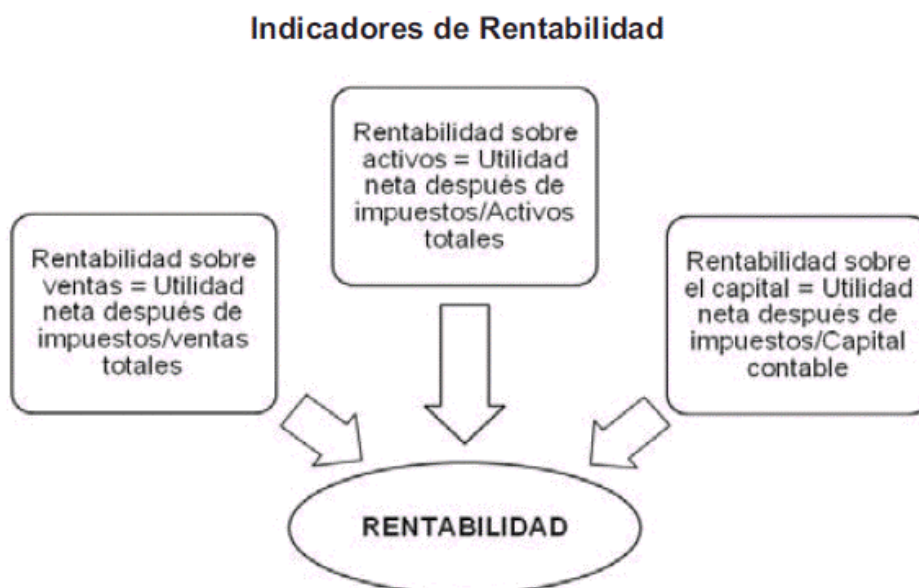 Indicadores de Rentabilidad
Rentabilidad sobre
activos = Utilidad
neta después de
impuestos/Activos
totales
Rentabilidad sobre
ventas = Utilidad
neta después de
impuestos/ventas
totales
Rentabilidad sobre
el capital = Utilidad
neta después de
impuestos/Capital
contable
RENTABILIDAD